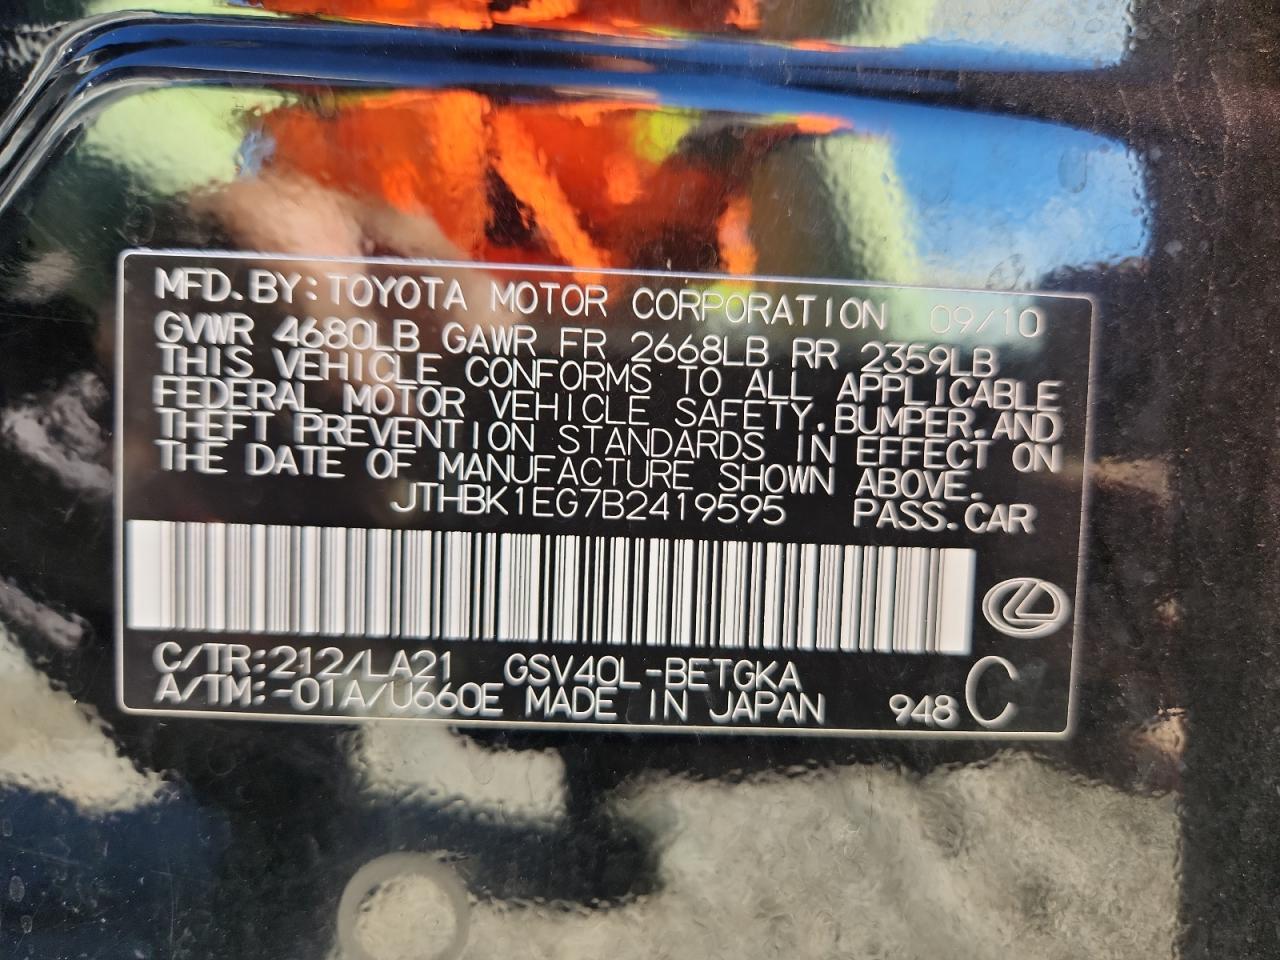 MFD.BY:TOYOTA MOTOR CORPORATION 09/10
GVWR 4680LB GAWR FR 2668LB RR 2359LB
THIS VEHICLE CONFORMS TO ALL APPLICABLE
FEDERAL MOTOR VEHICLE SAFETY,BUMPER,AND
THEFT PREVENTION STANDARDS IN EFFECT ON
THE DATE OF MANUFACTURE SHOWN ABOVE.
JTHBK1EG7B2419595 PASS.CAR
C/TR:212/LA21 GSV40L-BETGKA
A/TM:-01A/U660E MADE IN JAPAN 948 C